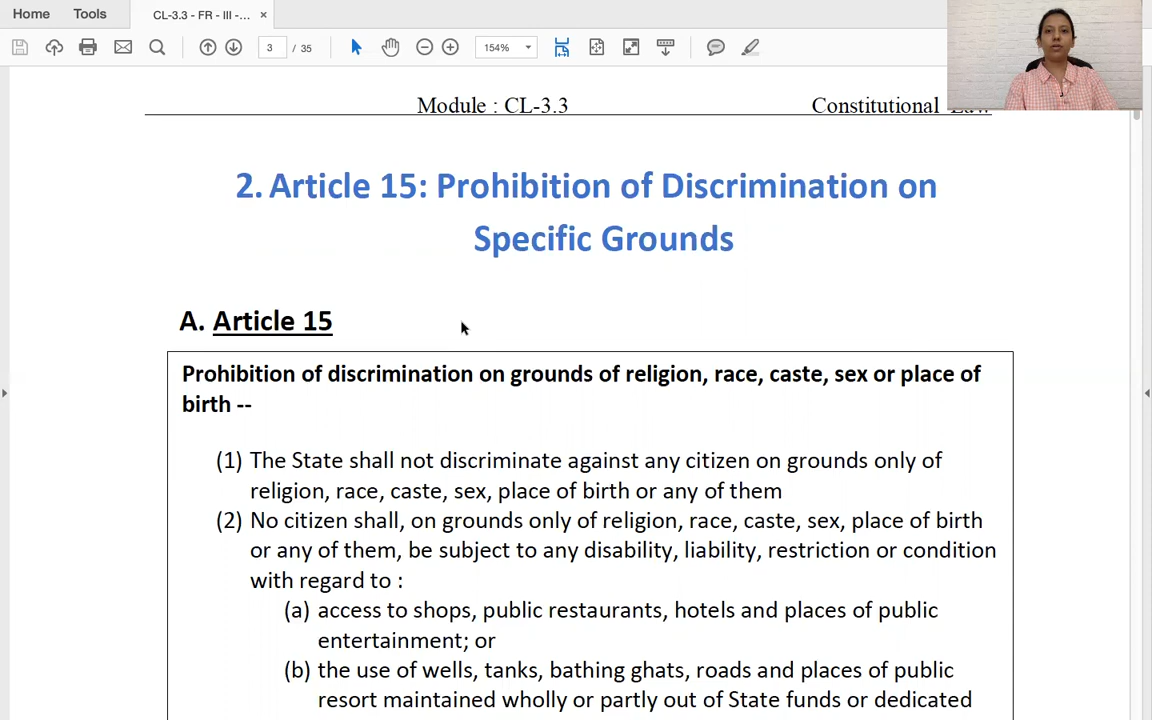 Home Tools CL-3.3 - FR - III -... ×
3 / 35 154%
Module : CL-3.3 Constitutional Law
2. Article 15: Prohibition of Discrimination on
Specific Grounds
A. Article 15
Prohibition of discrimination on grounds of religion, race, caste, sex or place of
birth --
(1) The State shall not discriminate against any citizen on grounds only of
religion, race, caste, sex, place of birth or any of them
(2) No citizen shall, on grounds only of religion, race, caste, sex, place of birth
or any of them, be subject to any disability, liability, restriction or condition
with regard to :
(a) access to shops, public restaurants, hotels and places of public
entertainment; or
(b) the use of wells, tanks, bathing ghats, roads and places of public
resort maintained wholly or partly out of State funds or dedicated